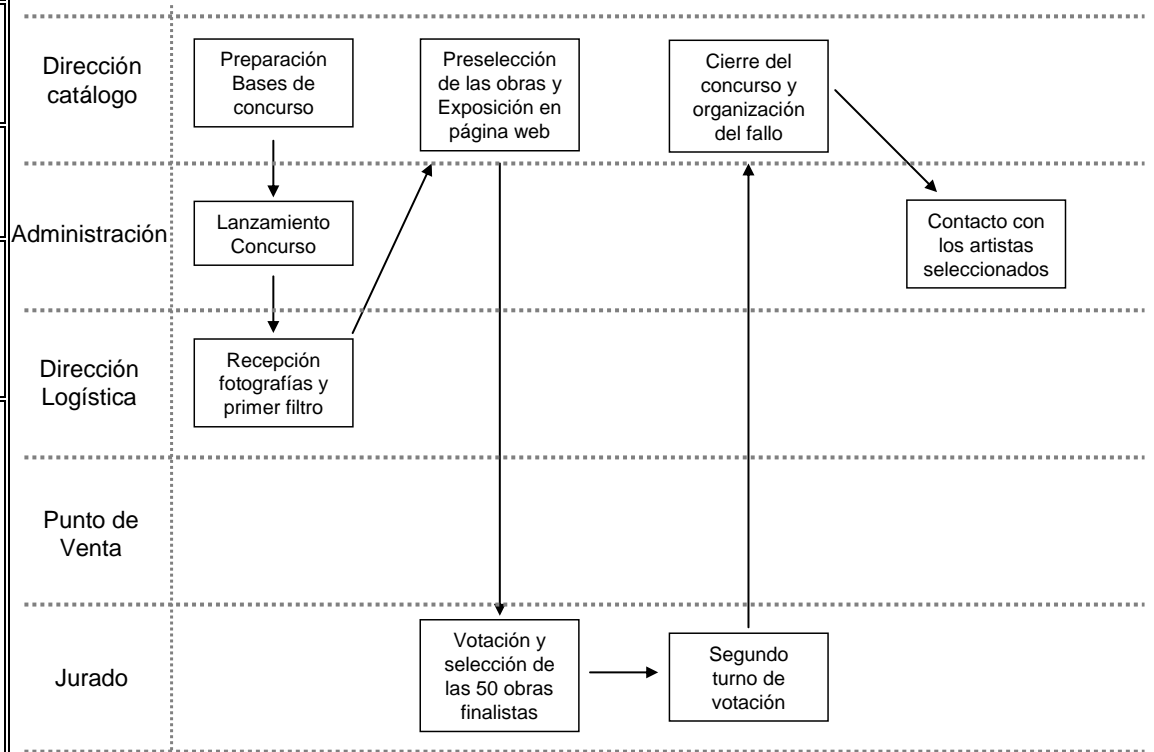 Dirección
catálogo
Preparación
Bases de
concurso
Preselección
de las obras y
Exposición en
página web
Cierre del
concurso y
organización
del fallo
Administración
Lanzamiento
Concurso
Contacto con
los artistas
seleccionados
Dirección
Logística
Recepción
fotografías y
primer filtro
Punto de
Venta
Jurado
Votación y
selección de
las 50 obras
finalistas
Segundo
turno de
votación